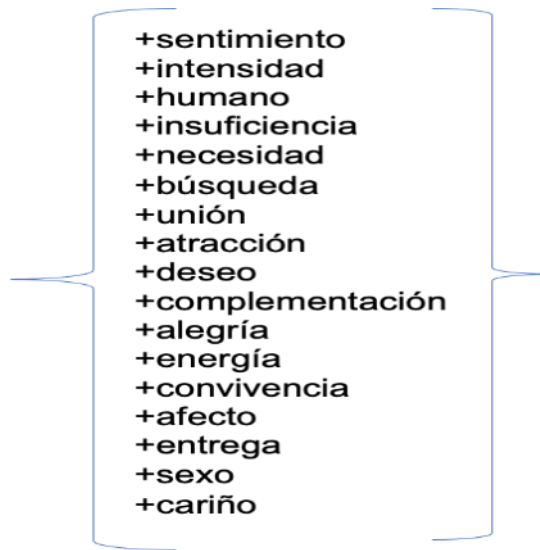 +sentimiento
+intensidad
+humano
+insuficiencia
+necesidad
+búsqueda
+unión
+atracción
+deseo
+complementación
+alegría
+energía
+convivencia
+afecto
+entrega
+sexo
+cariño